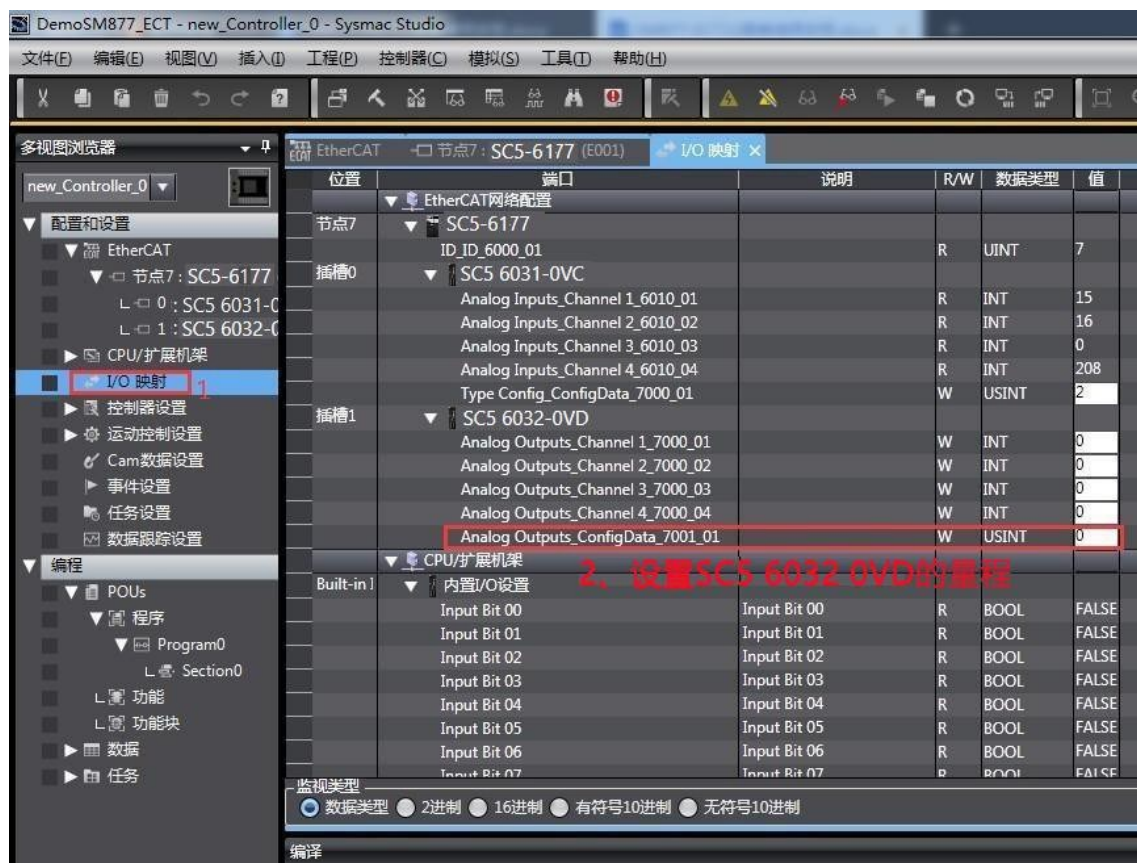 DemoSM877_ECT - new_Controller_0 - Sysmac Studio
文件(F) 编辑(E) 视图(V) 插入(I) 工程(P) 控制器(C) 模拟(S) 工具(T) 帮助(H)
多视图浏览器
new_Controller_0
配置和设置
EtherCAT
节点7 : SC5-6177
0 : SC5 6031-0
1 : SC5 6032-0
CPU/扩展机架
I/O 映射 1
控制器设置
运动控制设置
Cam数据设置
事件设置
任务设置
数据跟踪设置
编程
POUs
程序
Program0
Section0
功能
功能块
数据
任务
EtherCAT 节点7 : SC5-6177 (E001) I/O 映射
位置 端口 说明 R/W 数据类型 值
EtherCAT网络配置
节点7 SC5-6177
ID_ID_6000_01 R UINT 7
插槽0 SC5 6031-0VC
Analog Inputs_Channel 1_6010_01 R INT 15
Analog Inputs_Channel 2_6010_02 R INT 16
Analog Inputs_Channel 3_6010_03 R INT 0
Analog Inputs_Channel 4_6010_04 R INT 208
Type Config_ConfigData_7000_01 W USINT 2
插槽1 SC5 6032-0VD
Analog Outputs_Channel 1_7000_01 W INT 0
Analog Outputs_Channel 2_7000_02 W INT 0
Analog Outputs_Channel 3_7000_03 W INT 0
Analog Outputs_Channel 4_7000_04 W INT 0
Analog Outputs_ConfigData_7001_01 W USINT 0
CPU/扩展机架
2、设置SC5 6032 0VD的量程
Built-in I 内置I/O设置
Input Bit 00 Input Bit 00 R BOOL FALSE
Input Bit 01 Input Bit 01 R BOOL FALSE
Input Bit 02 Input Bit 02 R BOOL FALSE
Input Bit 03 Input Bit 03 R BOOL FALSE
Input Bit 04 Input Bit 04 R BOOL FALSE
Input Bit 05 Input Bit 05 R BOOL FALSE
Input Bit 06 Input Bit 06 R BOOL FALSE
Input Bit 07 Input Bit 07 R BOOL FALSE
监视类型
数据类型 2进制 16进制 有符号10进制 无符号10进制
编译